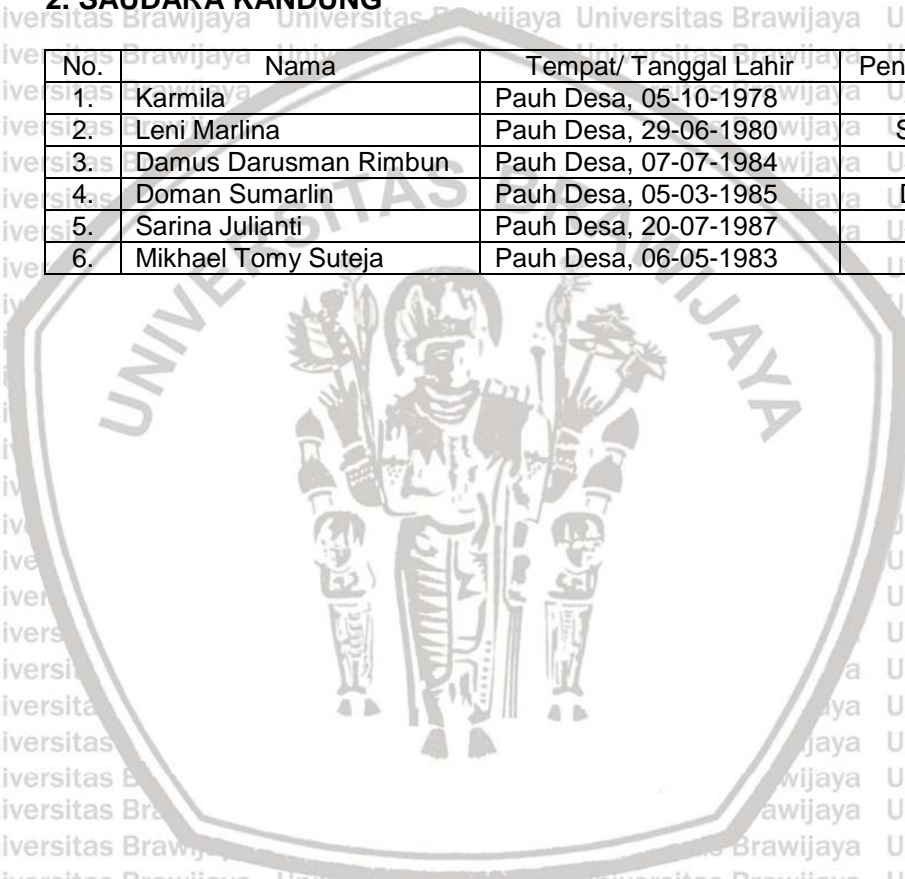 2. SAUDARA KANDUNG
No. Nama Tempat/ Tanggal Lahir Pen
1. Karmila Pauh Desa, 05-10-1978
2. Leni Marlina Pauh Desa, 29-06-1980 S
3. Damus Darusman Rimbun Pauh Desa, 07-07-1984
4. Doman Sumarlin Pauh Desa, 05-03-1985 D
5. Sarina Julianti Pauh Desa, 20-07-1987
6. Mikhael Tomy Suteja Pauh Desa, 06-05-1983
UNIVERSITAS BRAWIJAYA